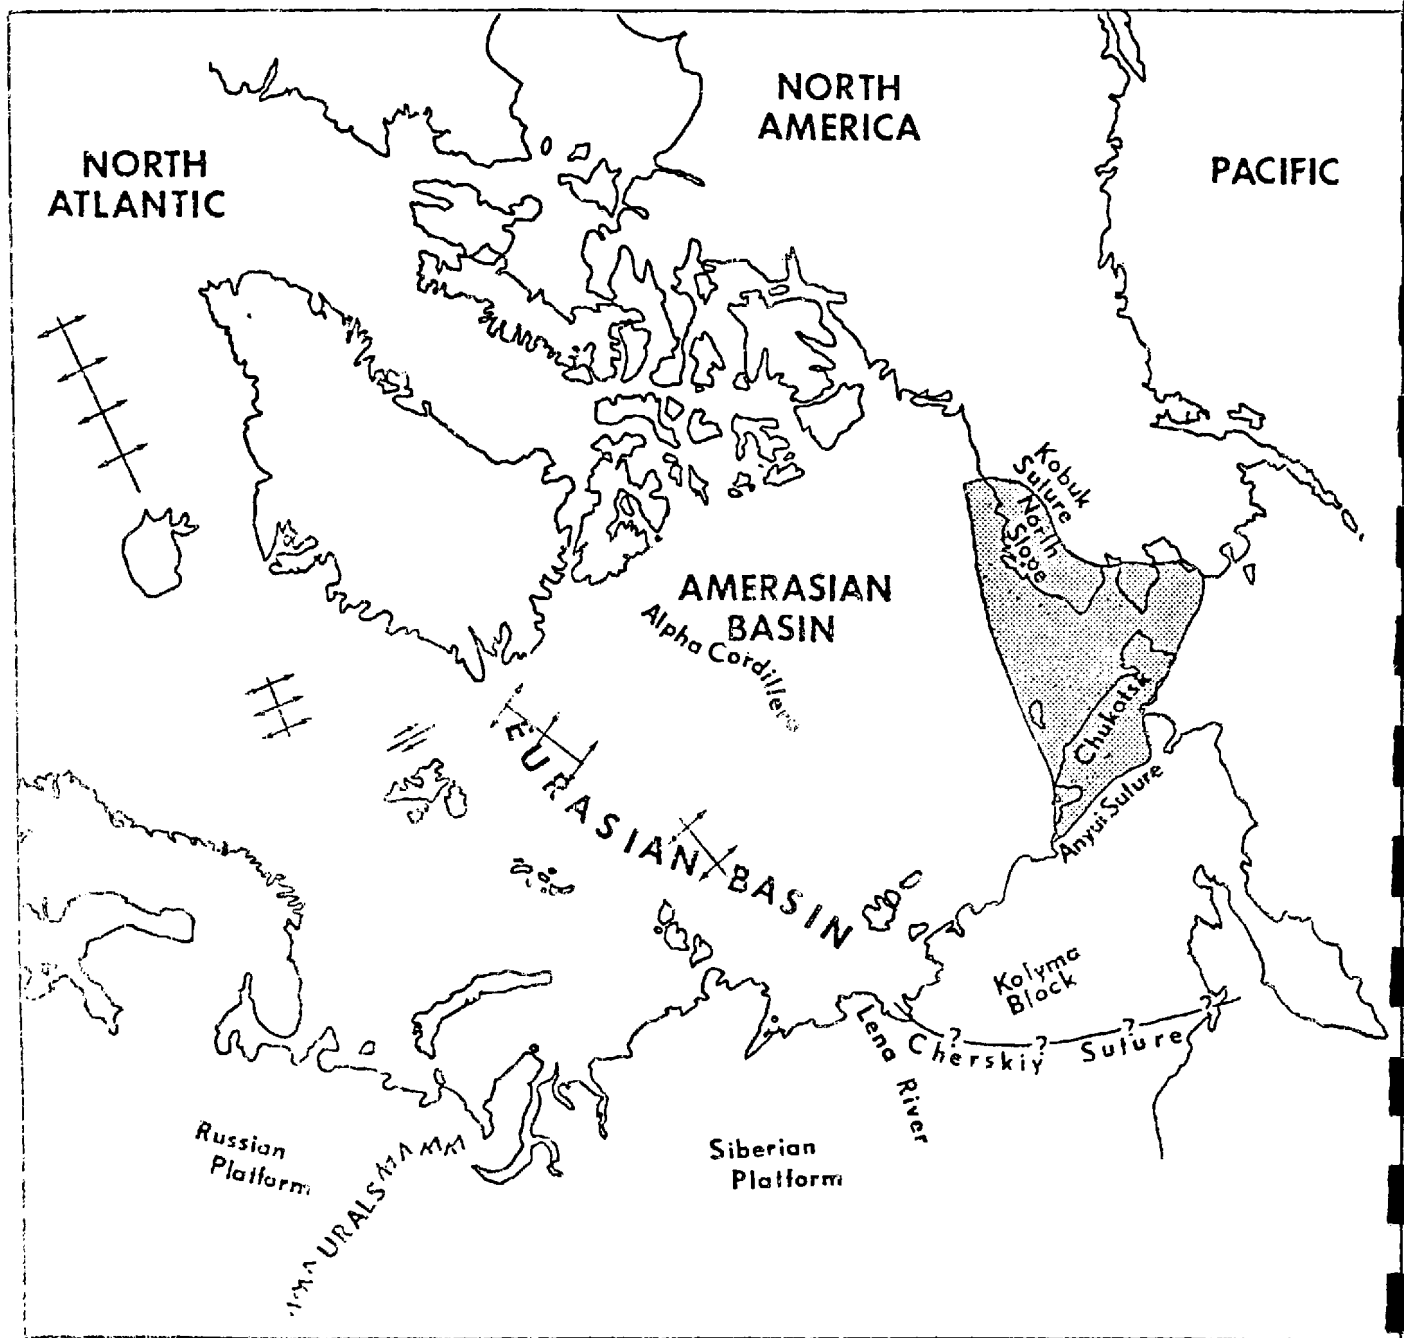 NORTH
AMERICA
NORTH
ATLANTIC
PACIFIC
Kobuk
Suture
North
Slope
AMERASIAN
BASIN
Alpha Cordillera
Chukotsk
EURASIAN BASIN
Anyui Suture
Kolyma
Block
Lena River
? ? ? ?
Cherskiy Suture
Russian
Platform
Siberian
Platform
URALS